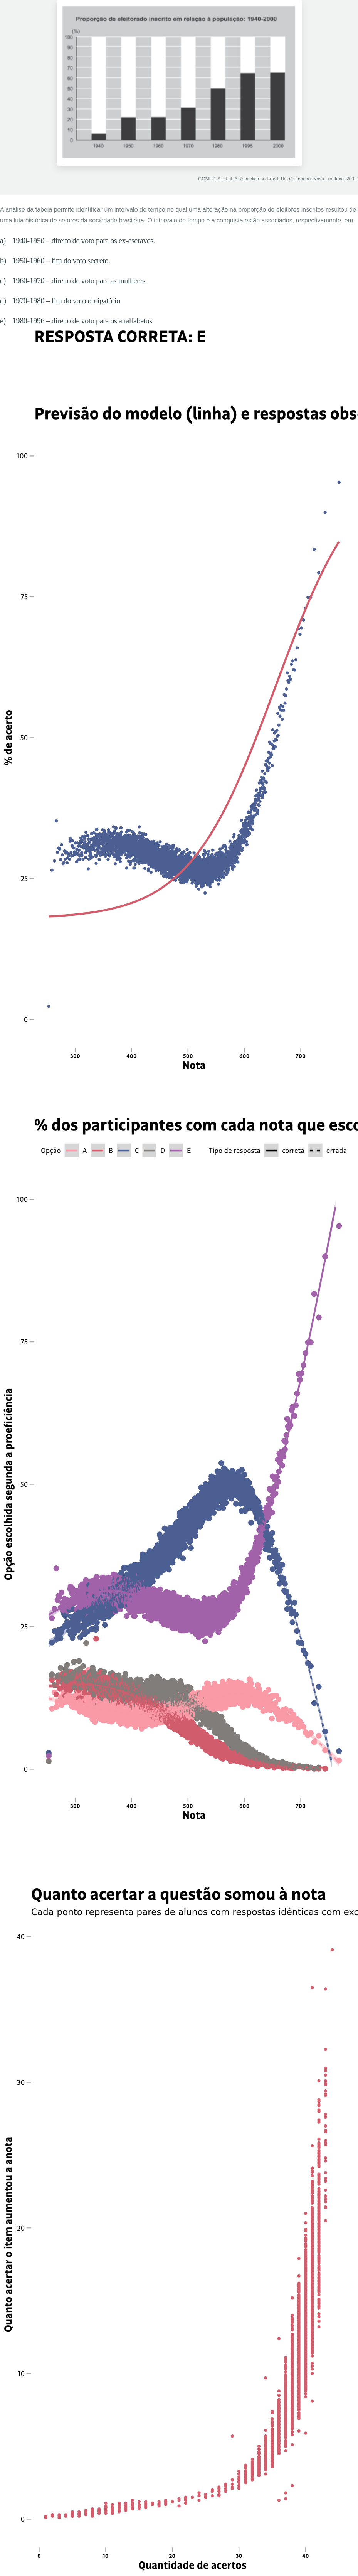 Proporção de eleitorado inscrito em relação à população: 1940-2000
(%)
100
90
80
70
60
50
40
30
20
10
0
1940 1950 1960 1970 1980 1990 2000
GOMES, A. et al. A República no Brasil. Rio de Janeiro: Nova Fronteira, 2002.
A análise da tabela permite identificar um intervalo de tempo no qual uma alteração na proporção de eleitores inscritos resultou de
uma luta histórica de setores da sociedade brasileira. O intervalo de tempo e a conquista estão associados, respectivamente, em
a) 1940-1950 – direito de voto para os ex-escravos.
b) 1950-1960 – fim do voto secreto.
c) 1960-1970 – direito de voto para as mulheres.
d) 1970-1980 – fim do voto obrigatório.
e) 1980-1996 – direito de voto para os analfabetos.
RESPOSTA CORRETA: E
Previsão do modelo (linha) e respostas obs
100
75
50
25
0
% de acerto
300 400 500 600 700
Nota
% dos participantes com cada nota que esco
Opção A B C D E Tipo de resposta correta errada
100
75
50
25
0
Opção escolhida segunda a proeficiência
300 400 500 600 700
Nota
Quanto acertar a questão somou à nota
Cada ponto representa pares de alunos com respostas idênticas com exc
40
30
20
10
0
Quanto acertar o item aumentou a anota
0 10 20 30 40
Quantidade de acertos